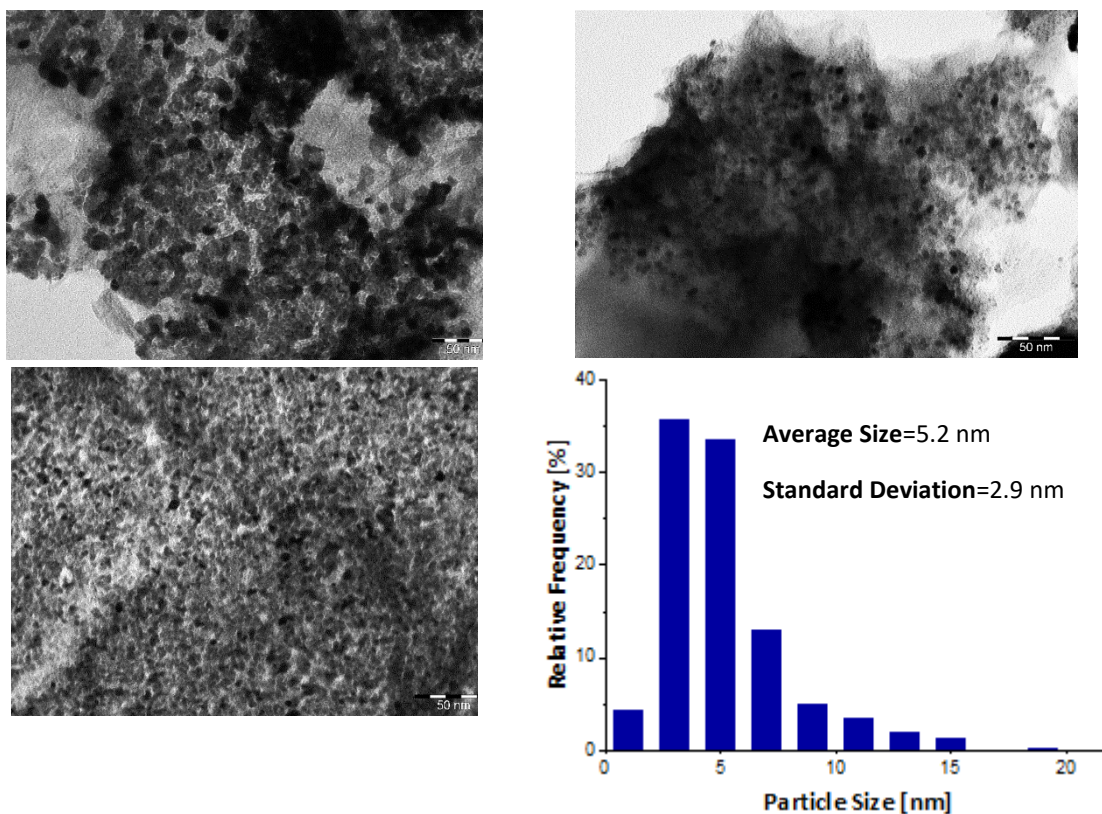 50 nm
50 nm
50 nm
40
30
20
10
0
Relative Frequency [%]
Average Size=5.2 nm
Standard Deviation=2.9 nm
0
5
10
15
20
Particle Size [nm]